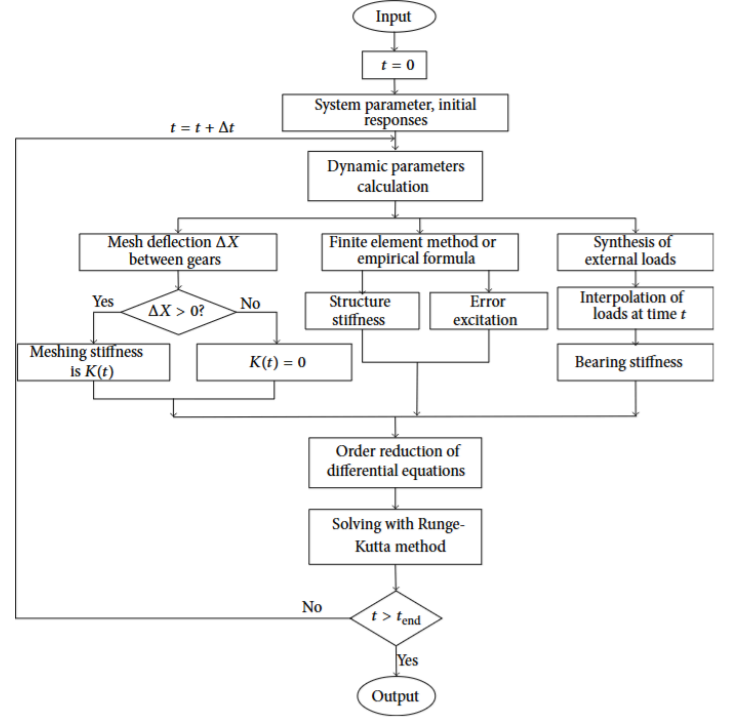 Input
t = 0
System parameter, initial
responses
t = t + Δt
Dynamic parameters
calculation
Mesh deflection ΔX
between gears
Finite element method or
empirical formula
Synthesis of
external loads
Yes
ΔX > 0?
No
Structure
stiffness
Error
excitation
Interpolation of
loads at time t
Meshing stiffness
is K(t)
K(t) = 0
Bearing stiffness
Order reduction of
differential equations
Solving with Runge-
Kutta method
No
t > tend
Yes
Output